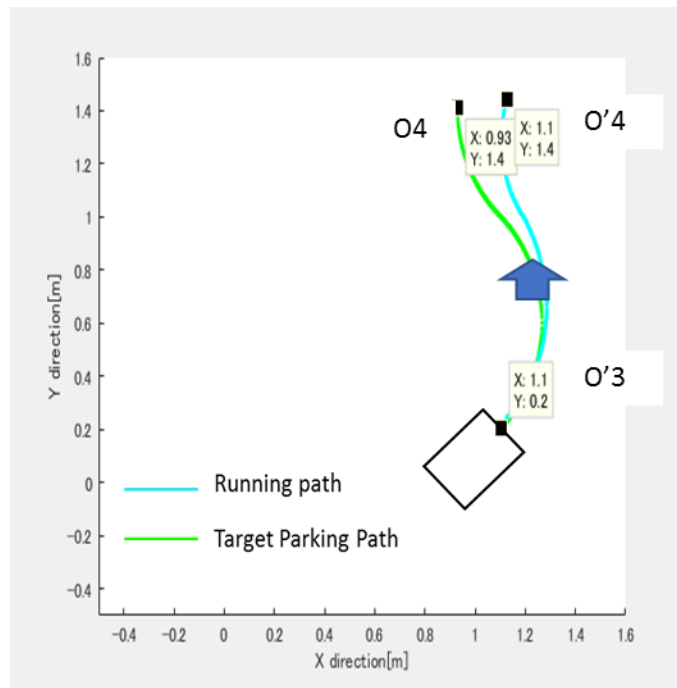 1.6
1.4
1.2
1
0.8
0.6
0.4
0.2
0
-0.2
-0.4
Y direction[m]
O4
X: 0.93
Y: 1.4
X: 1.1
Y: 1.4
O'4
X: 1.1
Y: 0.2
O'3
Running path
Target Parking Path
-0.4 -0.2 0 0.2 0.4 0.6 0.8 1 1.2 1.4 1.6
X direction[m]